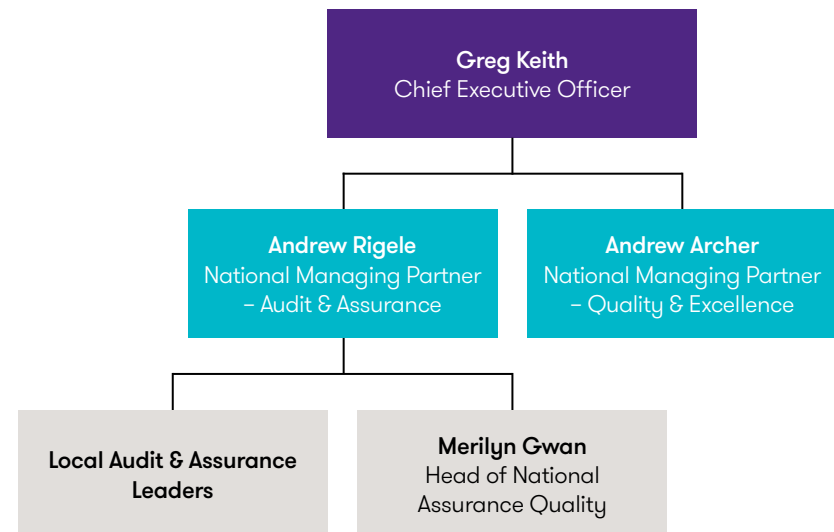 Greg Keith
Chief Executive Officer
Andrew Rigele
National Managing Partner
– Audit & Assurance
Andrew Archer
National Managing Partner
– Quality & Excellence
Local Audit & Assurance
Leaders
Merilyn Gwan
Head of National
Assurance Quality